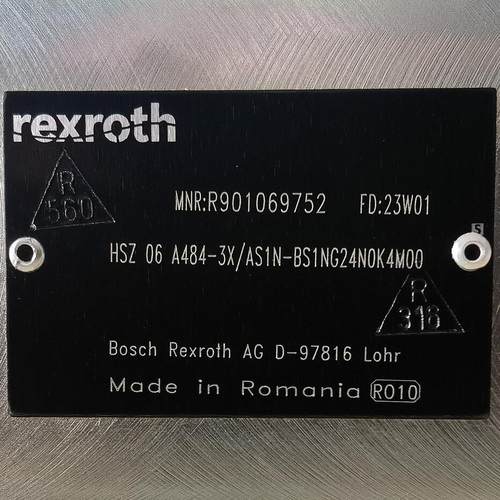 rexroth
R
560
MNR:R901069752 FD:23W01
S
HSZ 06 A484-3X/AS1N-BS1NG24N0K4M00
R
316
Bosch Rexroth AG D-97816 Lohr
Made in Romania RO10